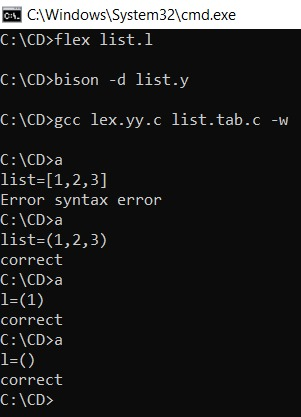 C:\Windows\System32\cmd.exe
C:\CD>flex list.l
C:\CD>bison -d list.y
C:\CD>gcc lex.yy.c list.tab.c -w
C:\CD>a
list=[1,2,3]
Error syntax error
C:\CD>a
list=(1,2,3)
correct
C:\CD>a
l=(1)
correct
C:\CD>a
l=()
correct
C:\CD>